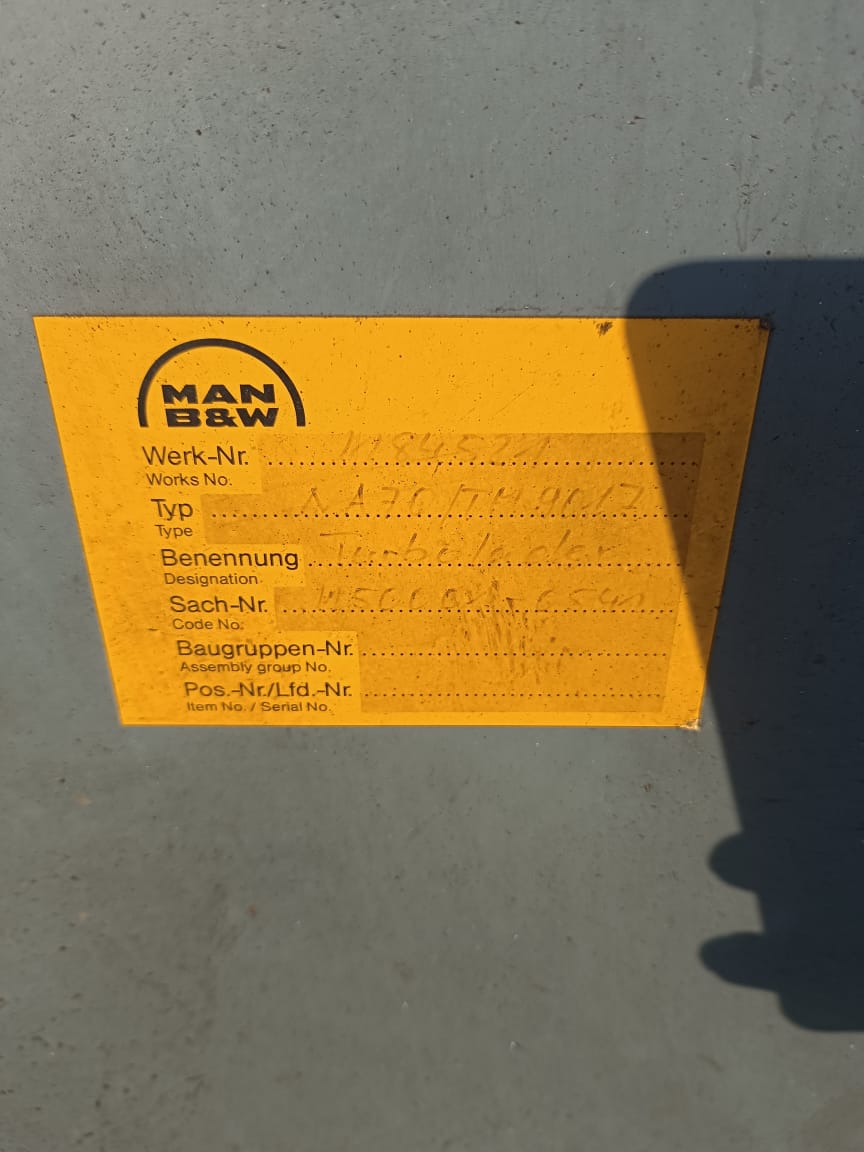 MAN
B&W
Werk-Nr.
Works No.
Typ
Type
Benennung Turbolader
Designation
Sach-Nr.
Code No.
Baugruppen-Nr.
Assembly group No.
Pos.-Nr./Lfd.-Nr.
Item No. / Serial No.